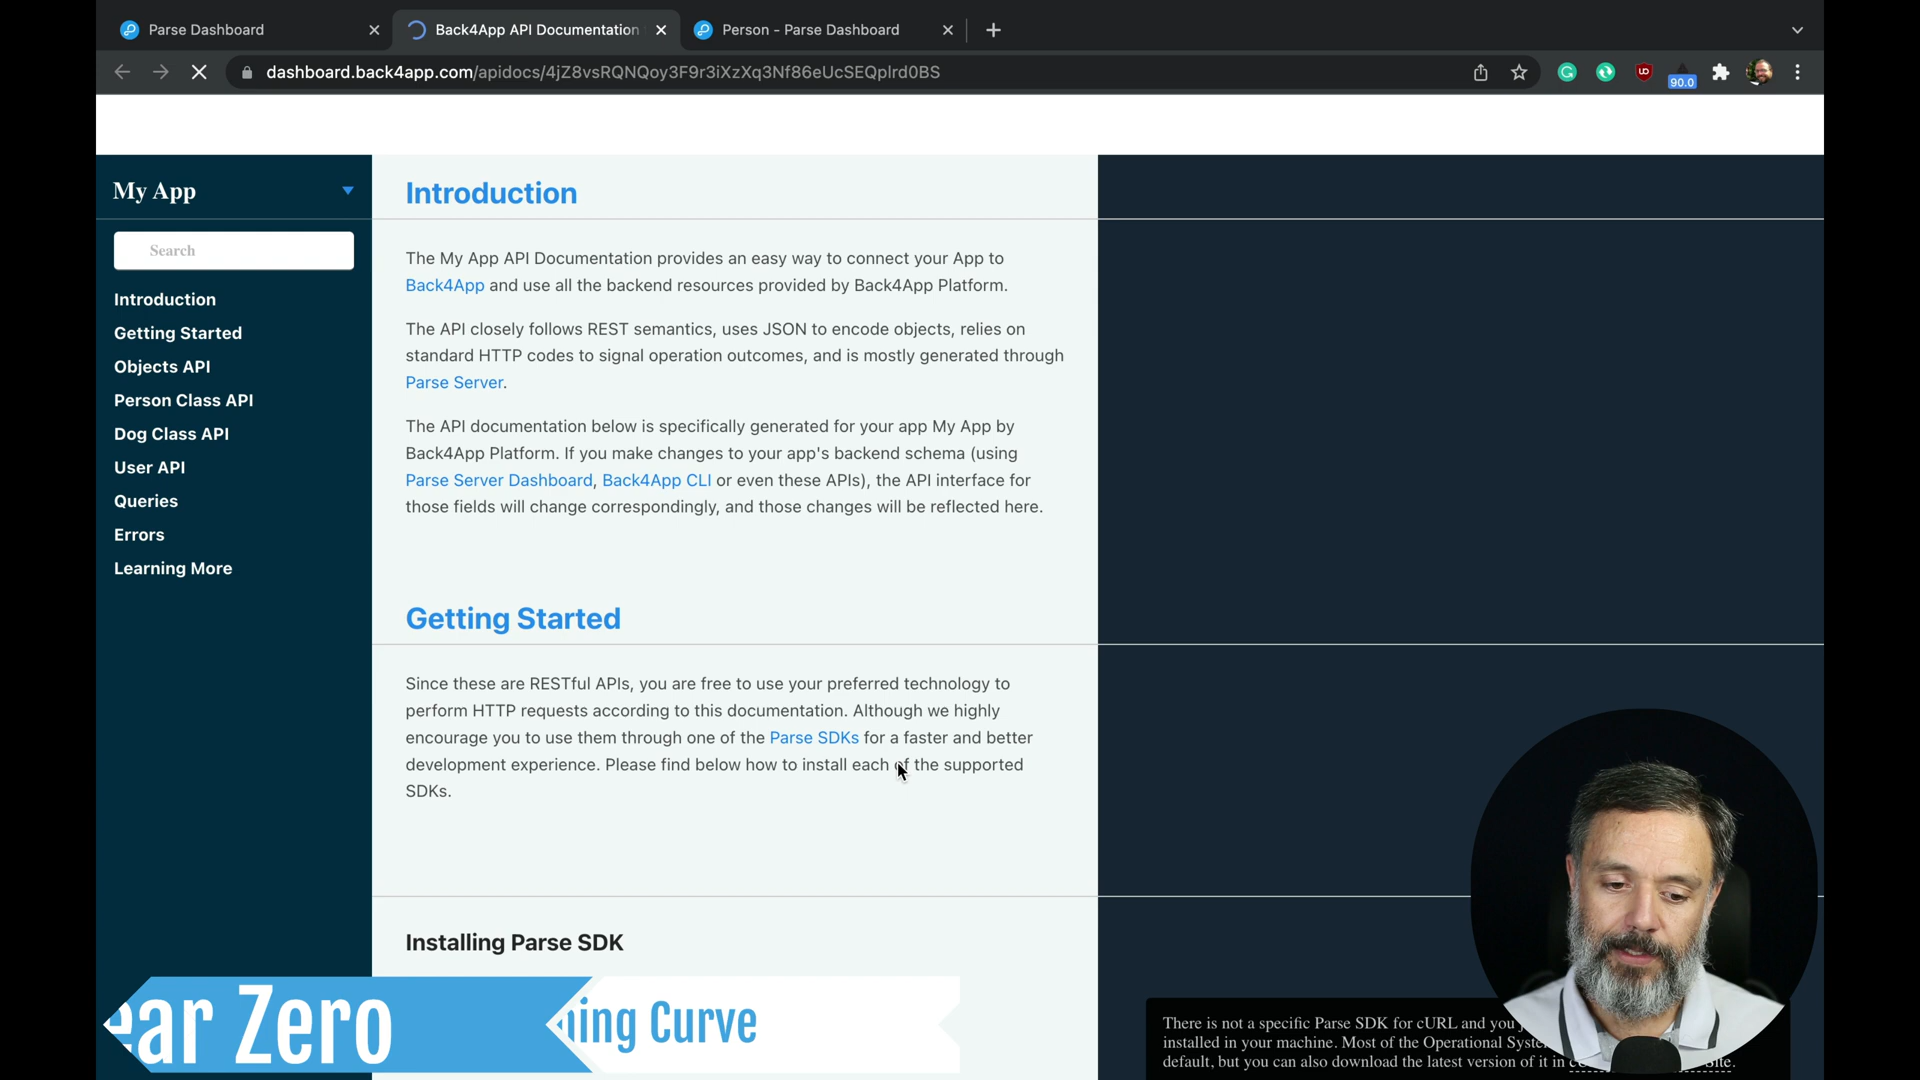 Parse Dashboard
Back4App API Documentation
Person - Parse Dashboard
dashboard.back4app.com/apidocs/4jZ8vsRQNQoy3F9r3iXzXq3Nf86eUcSEQplrd0BS
90.0
My App
Search
Introduction
Getting Started
Objects API
Person Class API
Dog Class API
User API
Queries
Errors
Learning More
Introduction
The My App API Documentation provides an easy way to connect your App to
Back4App and use all the backend resources provided by Back4App Platform.
The API closely follows REST semantics, uses JSON to encode objects, relies on
standard HTTP codes to signal operation outcomes, and is mostly generated through
Parse Server.
The API documentation below is specifically generated for your app My App by
Back4App Platform. If you make changes to your app's backend schema (using
Parse Server Dashboard, Back4App CLI or even these APIs), the API interface for
those fields will change correspondingly, and those changes will be reflected here.
Getting Started
Since these are RESTful APIs, you are free to use your preferred technology to
perform HTTP requests according to this documentation. Although we highly
encourage you to use them through one of the Parse SDKs for a faster and better
development experience. Please find below how to install each of the supported
SDKs.
Installing Parse SDK
There is not a specific Parse SDK for cURL and you
installed in your machine. Most of the Operational
default, but you can also download the latest version of it in
ear Zero
ning Curve